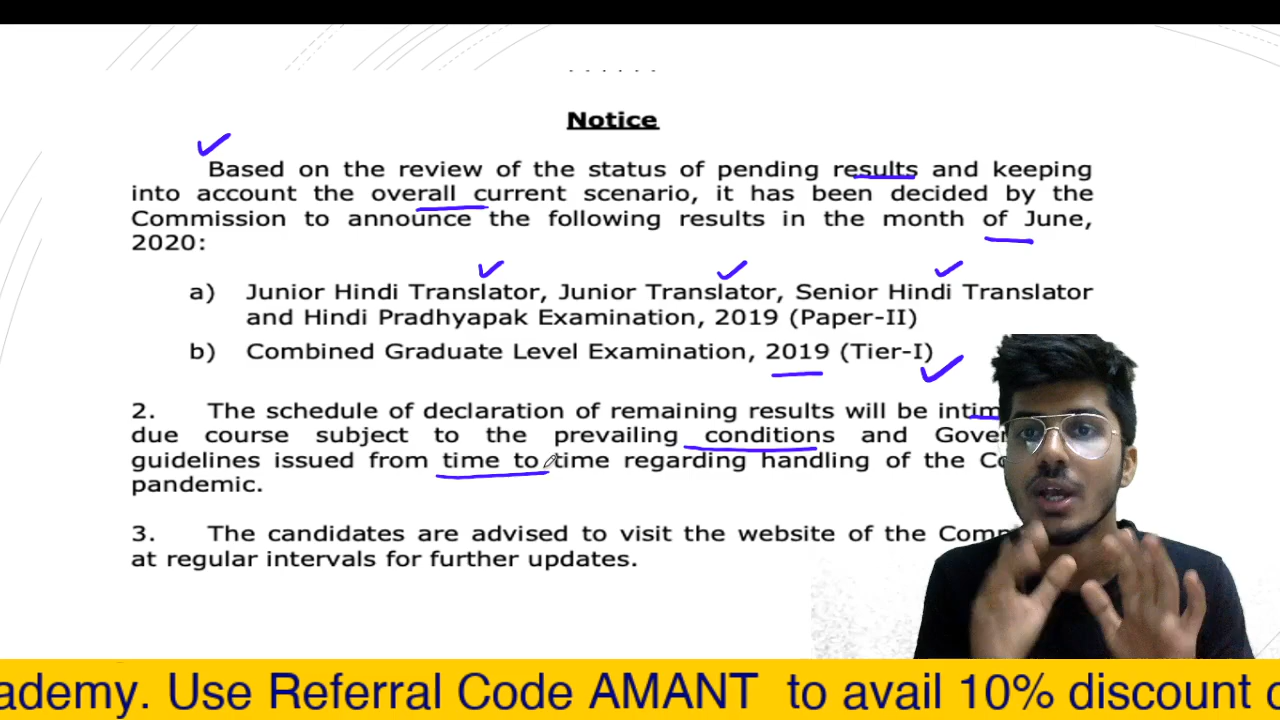 Notice
Based on the review of the status of pending results and keeping
into account the overall current scenario, it has been decided by the
Commission to announce the following results in the month of June,
2020:
a) Junior Hindi Translator, Junior Translator, Senior Hindi Translator
and Hindi Pradhyapak Examination, 2019 (Paper-II)
b) Combined Graduate Level Examination, 2019 (Tier-I)
2. The schedule of declaration of remaining results will be intim
due course subject to the prevailing conditions and Gover
guidelines issued from time to time regarding handling of the Co
pandemic.
3. The candidates are advised to visit the website of the Comm
at regular intervals for further updates.
ademy. Use Referral Code AMANT to avail 10% discount o